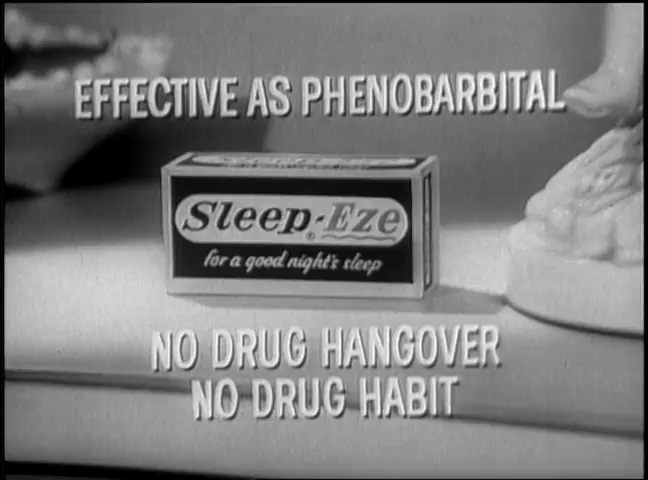 EFFECTIVE AS PHENOBARBITAL
Sleep-Eze®
for a good night's sleep
NO DRUG HANGOVER
NO DRUG HABIT